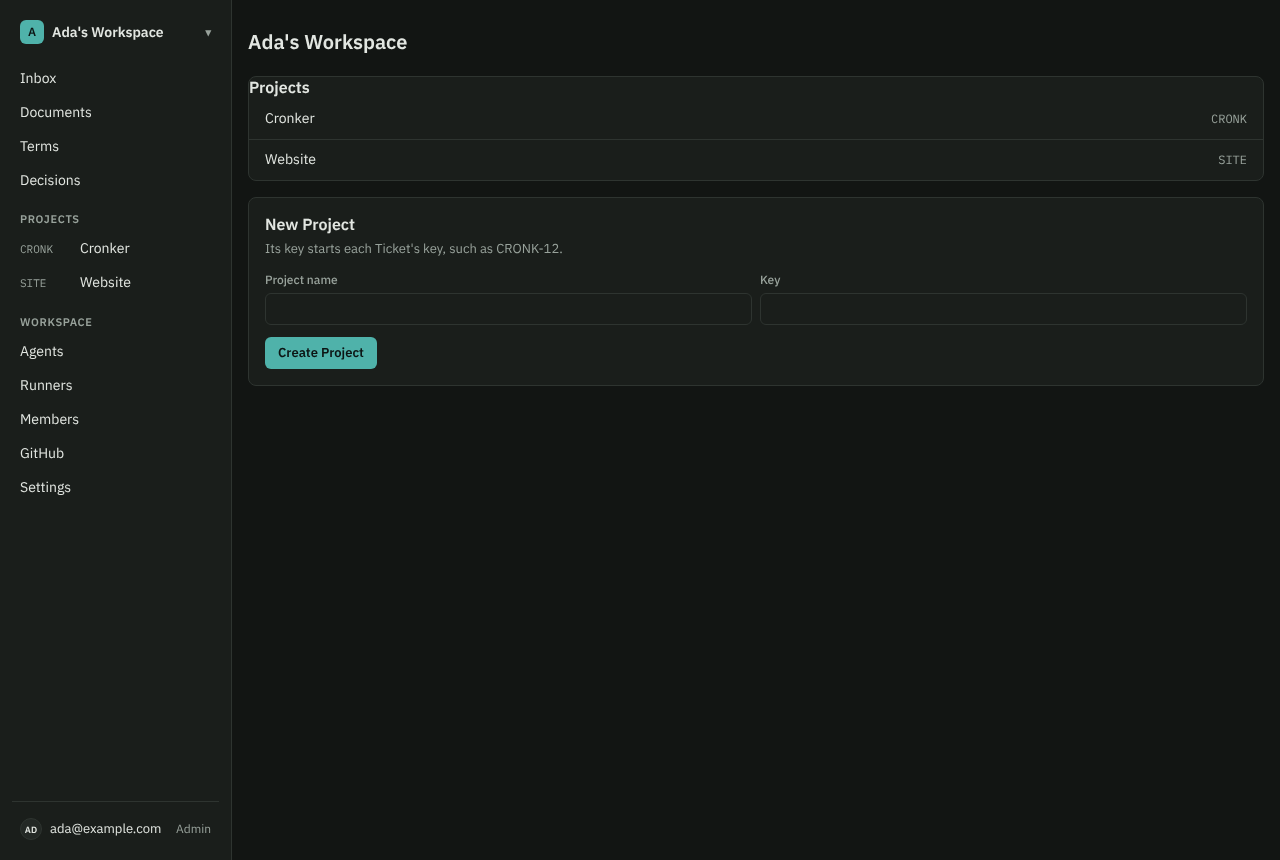 A Ada's Workspace ▾
Inbox
Documents
Terms
Decisions
PROJECTS
CRONK Cronker
SITE Website
WORKSPACE
Agents
Runners
Members
GitHub
Settings
AD ada@example.com Admin
Ada's Workspace
Projects
Cronker CRONK
Website SITE
New Project
Its key starts each Ticket's key, such as CRONK-12.
Project name Key
Create Project